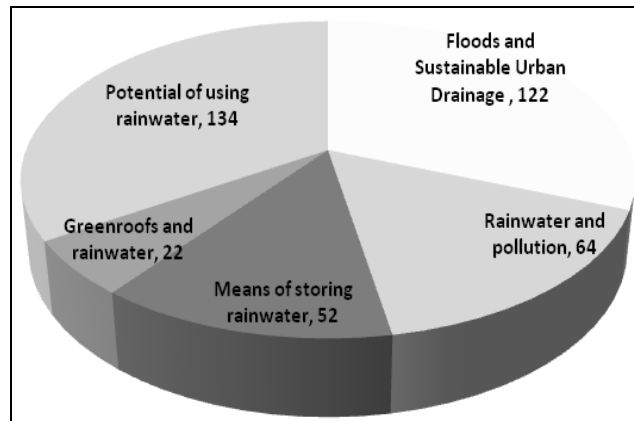 Floods and
Sustainable Urban
Drainage , 122
Potential of using
rainwater, 134
Rainwater and
pollution, 64
Greenroofs and
rainwater, 22
Means of storing
rainwater, 52